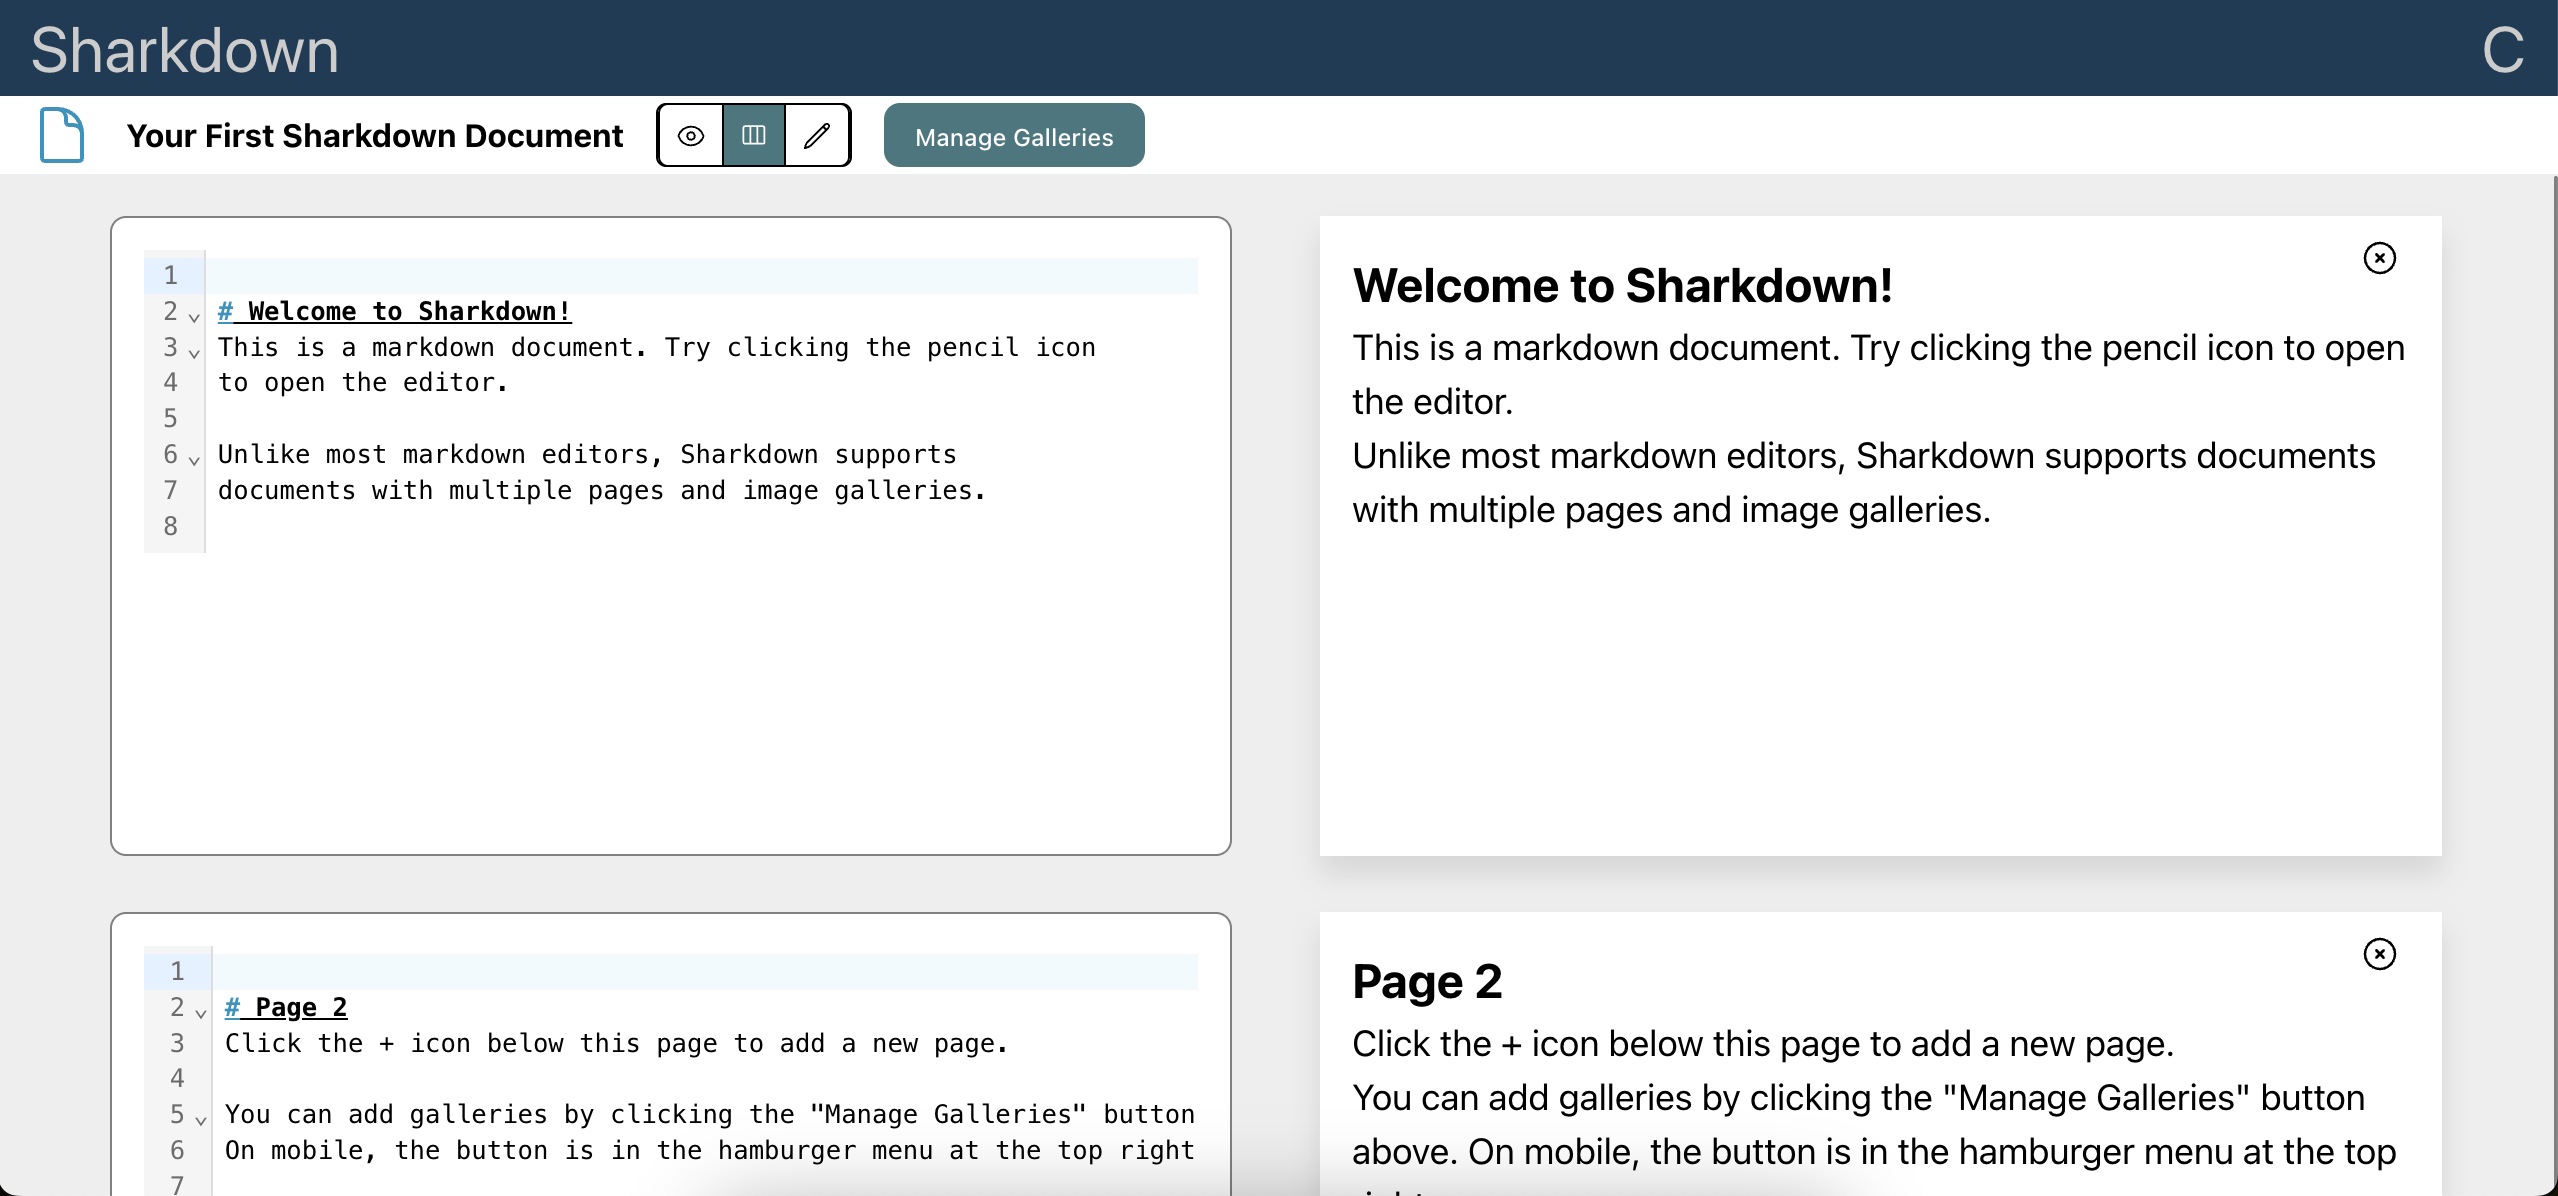 Sharkdown
C
Your First Sharkdown Document
Manage Galleries
1
2 # Welcome to Sharkdown!
3 This is a markdown document. Try clicking the pencil icon
4 to open the editor.
5
6 Unlike most markdown editors, Sharkdown supports
7 documents with multiple pages and image galleries.
8
Welcome to Sharkdown!
This is a markdown document. Try clicking the pencil icon to open
the editor.
Unlike most markdown editors, Sharkdown supports documents
with multiple pages and image galleries.
1
2 # Page 2
3 Click the + icon below this page to add a new page.
4
5 You can add galleries by clicking the "Manage Galleries" button
6 On mobile, the button is in the hamburger menu at the top right
7
Page 2
Click the + icon below this page to add a new page.
You can add galleries by clicking the "Manage Galleries" button
above. On mobile, the button is in the hamburger menu at the top